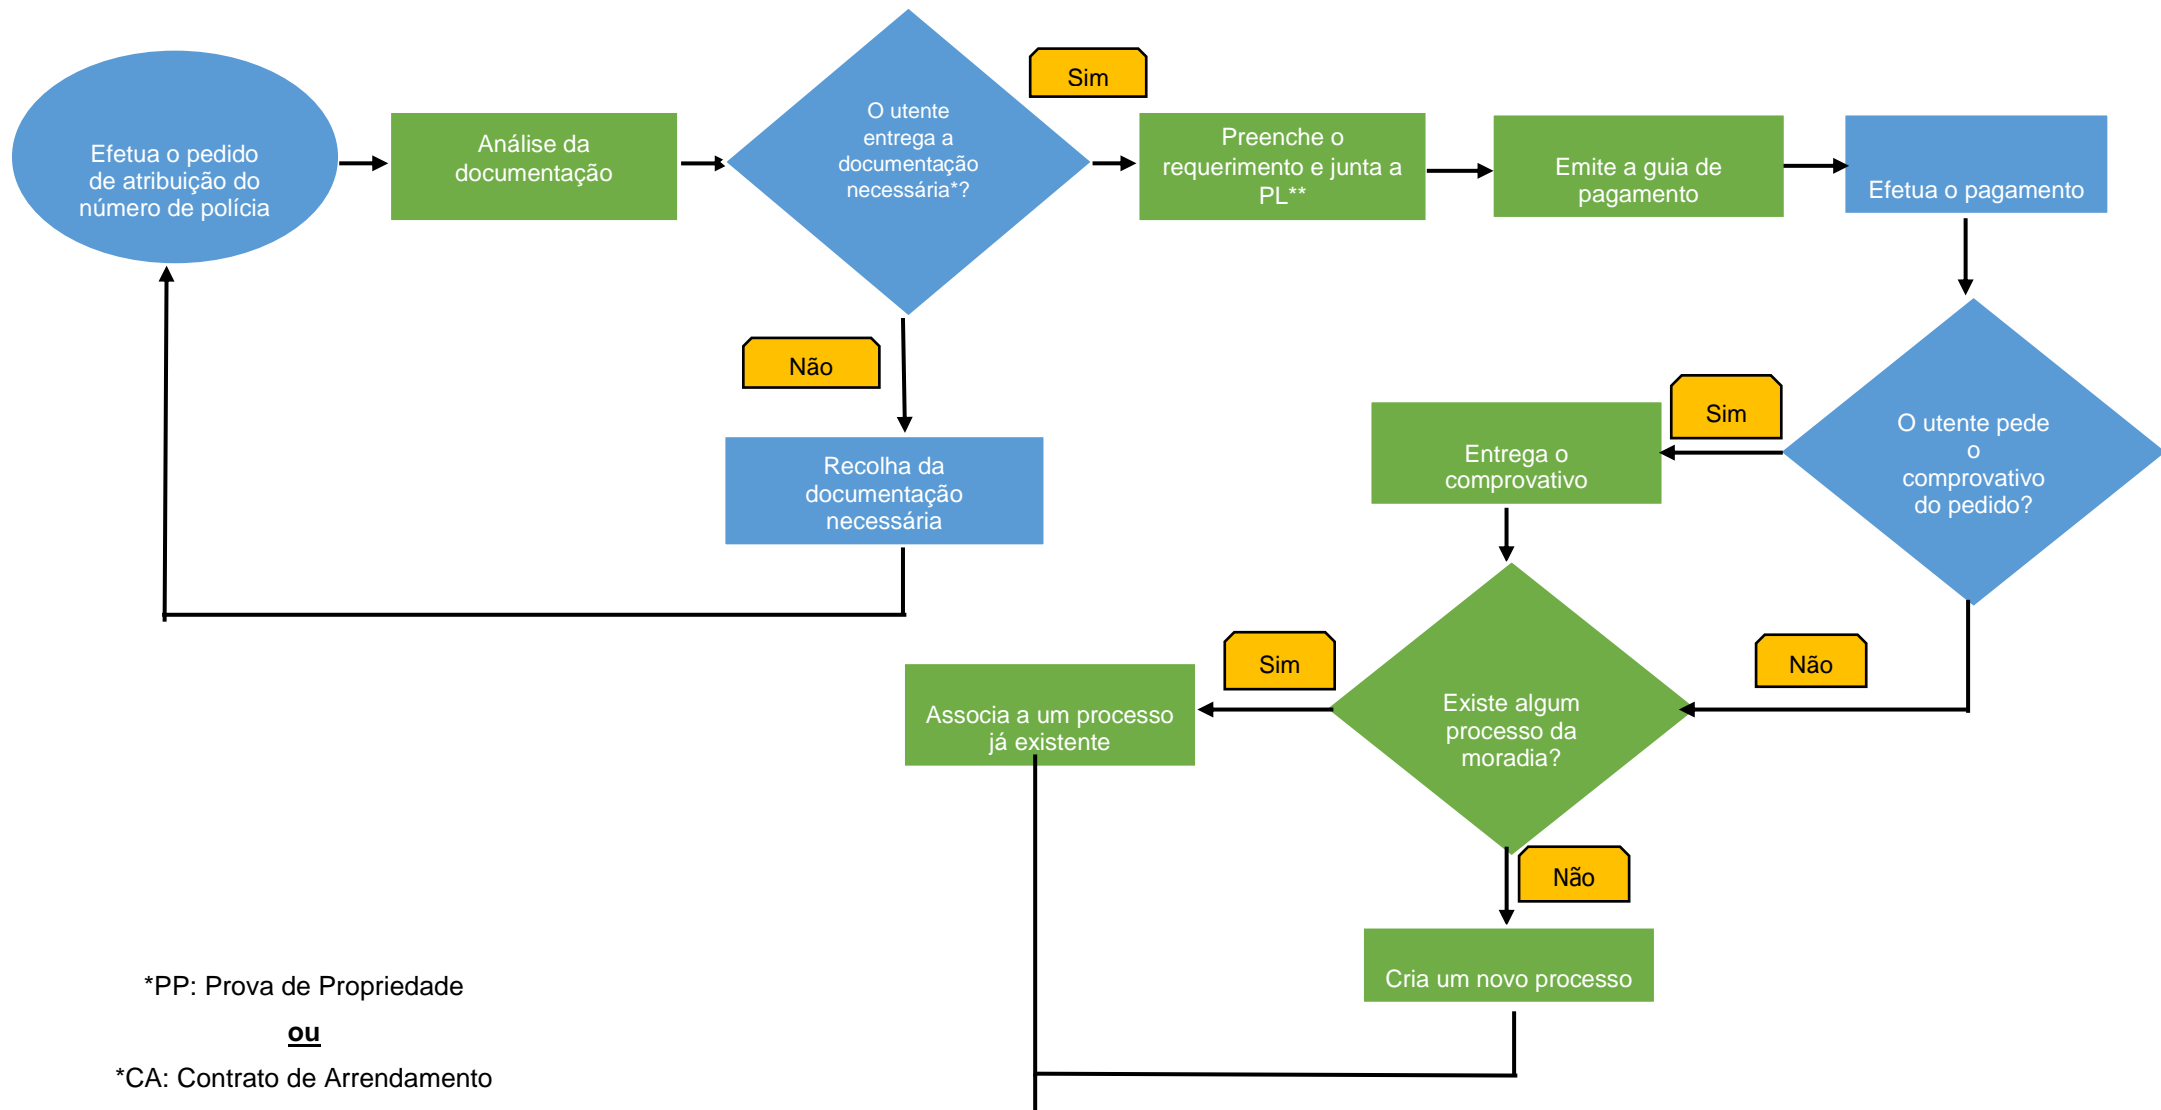 Efetua o pedido
de atribuição do
número de polícia
Análise da
documentação
O utente
entrega a
documentação
necessária*?
Sim
Preenche o
requerimento e junta a
PL**
Emite a guia de
pagamento
Efetua o pagamento
Não
Recolha da
documentação
necessária
O utente pede
o
comprovativo
do pedido?
Sim
Entrega o
comprovativo
Não
Existe algum
processo da
moradia?
Sim
Associa a um processo
já existente
Não
Cria um novo processo
*PP: Prova de Propriedade
ou
*CA: Contrato de Arrendamento